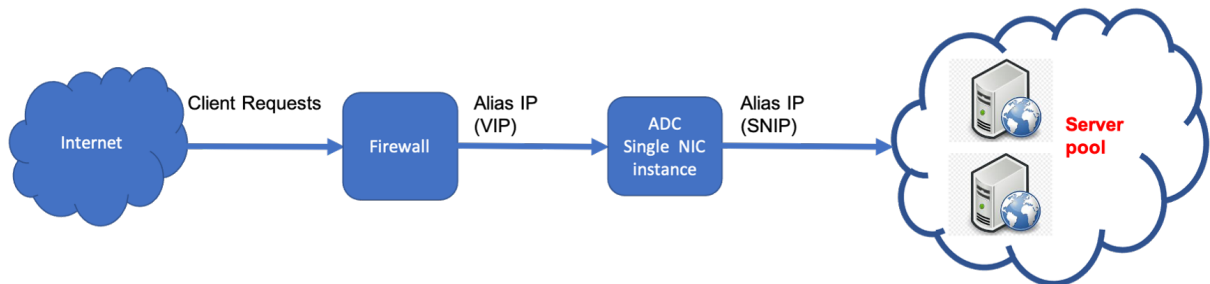 Internet
Client Requests
Firewall
Alias IP
(VIP)
ADC
Single NIC
instance
Alias IP
(SNIP)
Server
pool